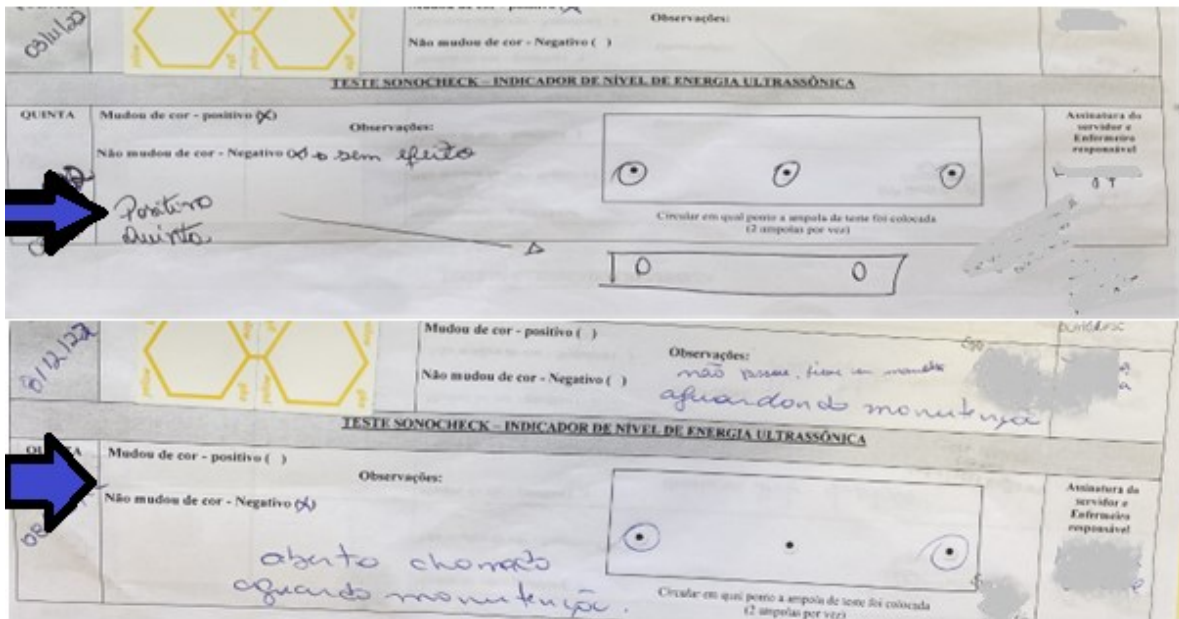 03/11/22
Observações:
Não mudou de cor - Negativo ( )
TESTE SONOCHECK – INDICADOR DE NÍVEL DE ENERGIA ULTRASSÔNICA
QUINTA
Mudou de cor - positivo (X)
Observações:
Não mudou de cor - Negativo (X) sem efeito
Positivo
Quinta
Assinatura do
servidor e
Enfermeiro
responsável
Circular em qual ponto a ampola de teste foi colocada
(2 ampolas por vez)
Mudou de cor - positivo ( )
Observações:
não
Não mudou de cor - Negativo ( )
aguardando manutenção
TESTE SONOCHECK – INDICADOR DE NÍVEL DE ENERGIA ULTRASSÔNICA
Mudou de cor - positivo ( )
Observações:
Não mudou de cor - Negativo (X)
aberto chamado
aguardo manutenção.
Assinatura do
servidor e
Enfermeiro
responsável
Circular em qual ponto a ampola de teste foi colocada
(2 ampolas por vez)